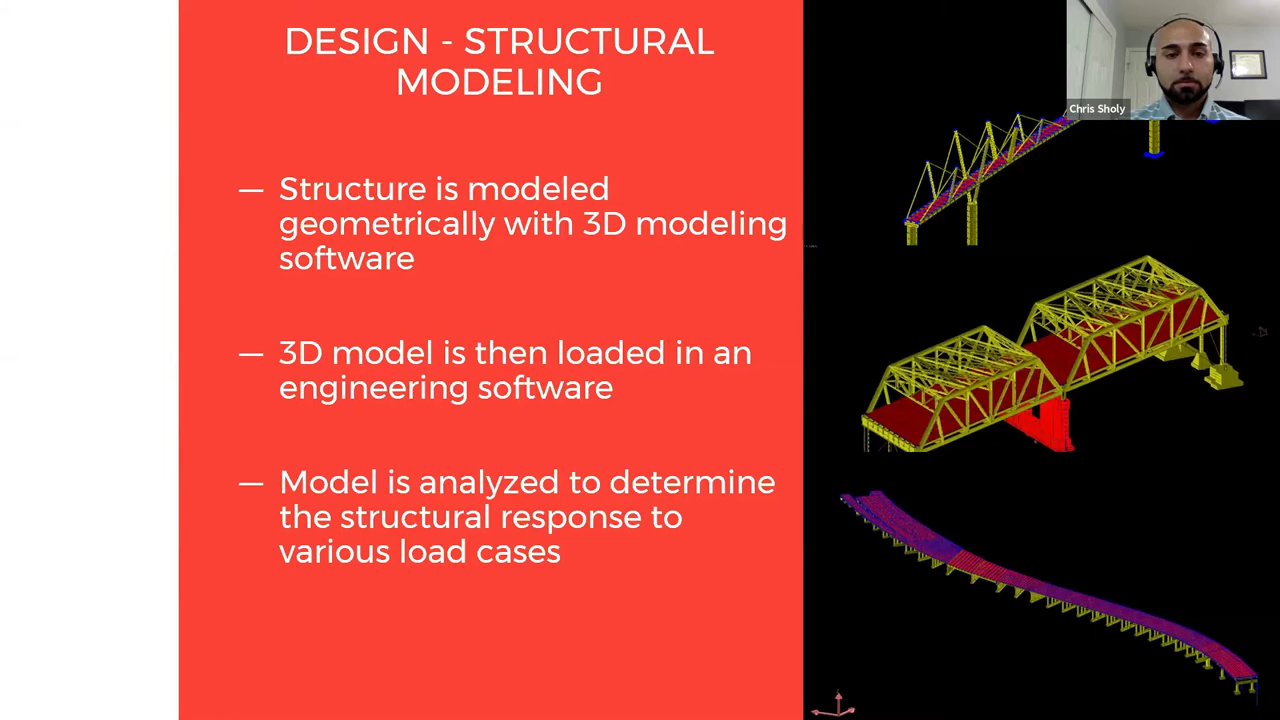 DESIGN - STRUCTURAL
MODELING
— Structure is modeled
geometrically with 3D modeling
software
— 3D model is then loaded in an
engineering software
— Model is analyzed to determine
the structural response to
various load cases
Chris Sholy